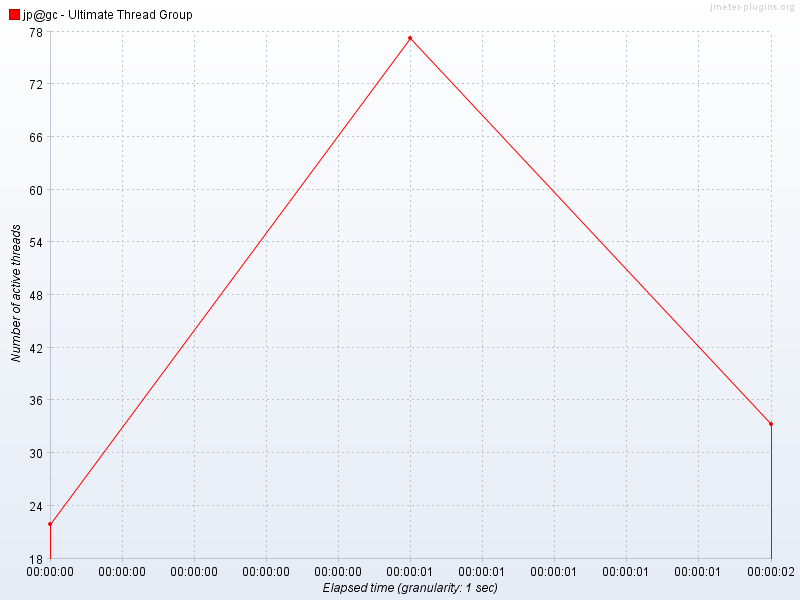 jp@gc - Ultimate Thread Group
jmeter-plugins.org
78
72
66
60
54
48
42
36
30
24
18
Number of active threads
00:00:00 00:00:00 00:00:00 00:00:00 00:00:00 00:00:01 00:00:01 00:00:01 00:00:01 00:00:01 00:00:02
Elapsed time (granularity: 1 sec)